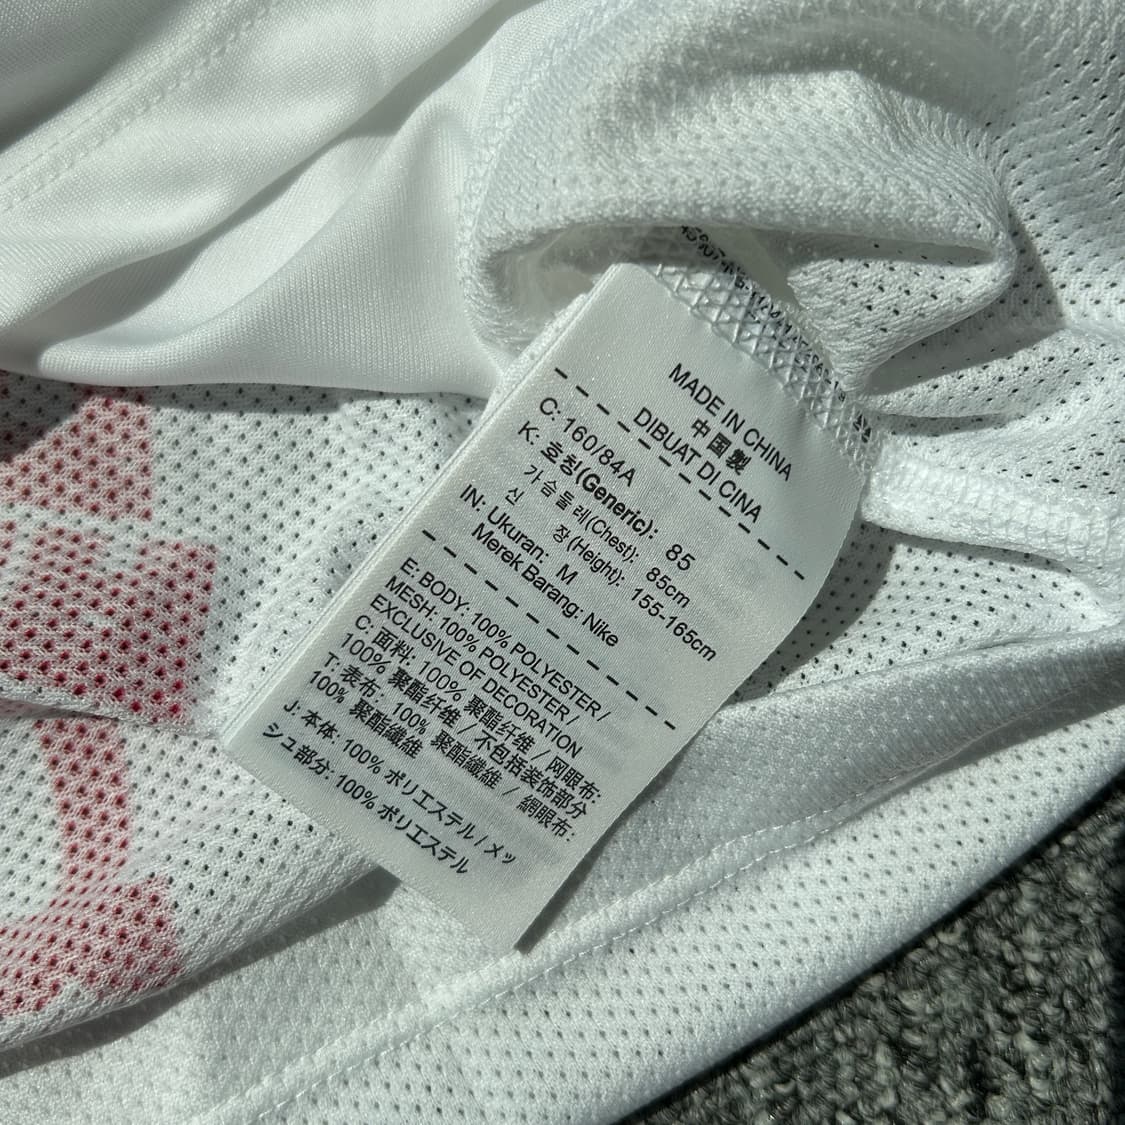 MADE IN CHINA
中国製
DIBUAT DI CINA
C: 160/84A
K: 호칭(Generic): 85
가슴둘레(Chest): 85cm
신 장(Height): 155-165cm
IN: Ukuran: M
Merek Barang: Nike
E: BODY: 100% POLYESTER /
MESH: 100% POLYESTER /
EXCLUSIVE OF DECORATION
C: 面料: 100% 聚酯纤维 / 网眼布:
100% 聚酯纤维 / 不包括装饰部分
T: 表布: 100% 聚酯纖維 / 網眼布:
100% 聚酯纖維
J: 本体: 100% ポリエステル / メッ
シュ部分: 100% ポリエステル